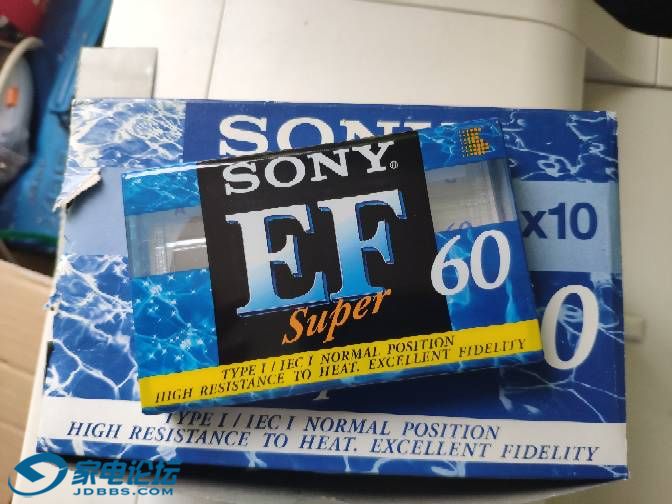 SONY
SONY®
EF
Super
60
x10
0
TYPE I / IEC I NORMAL POSITION
HIGH RESISTANCE TO HEAT. EXCELLENT FIDELITY
TYPE I / IEC I NORMAL POSITION
HIGH RESISTANCE TO HEAT. EXCELLENT FIDELITY
家电论坛
JDBBS.COM